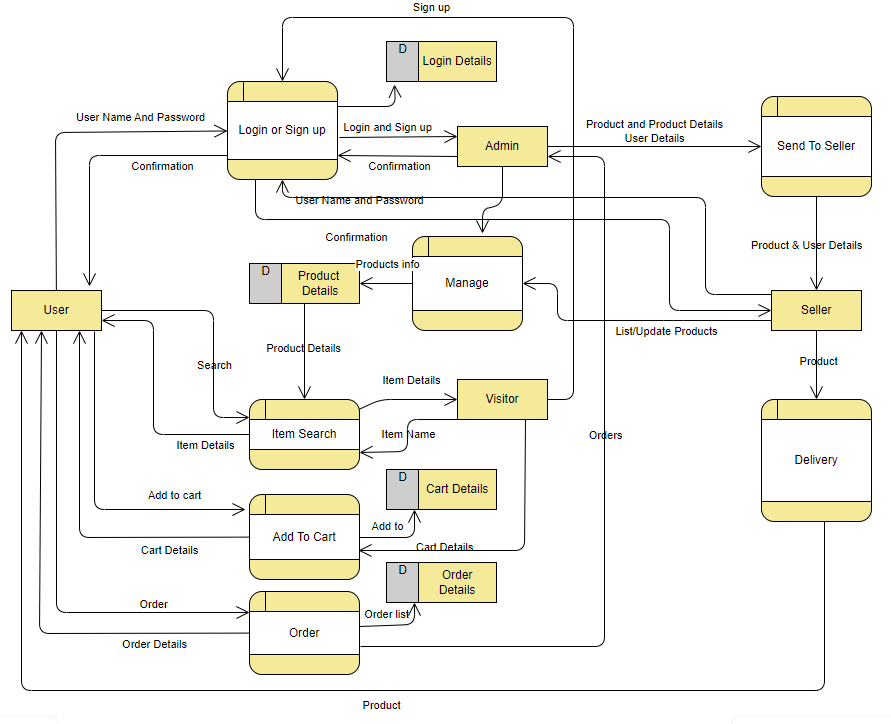 Sign up
D
Login Details
User Name And Password
Login or Sign up
Login and Sign up
Admin
Product and Product Details
User Details
Send To Seller
Confirmation
Confirmation
User Name and Password
Confirmation
Product & User Details
D
Product
Details
Products info
Manage
User
Seller
List/Update Products
Product Details
Search
Product
Item Details
Visitor
Item Search
Item Name
Orders
Item Details
Delivery
D
Cart Details
Add to cart
Add To Cart
Add to
Cart Details
Cart Details
D
Order
Details
Order
Order list
Order
Order Details
Product